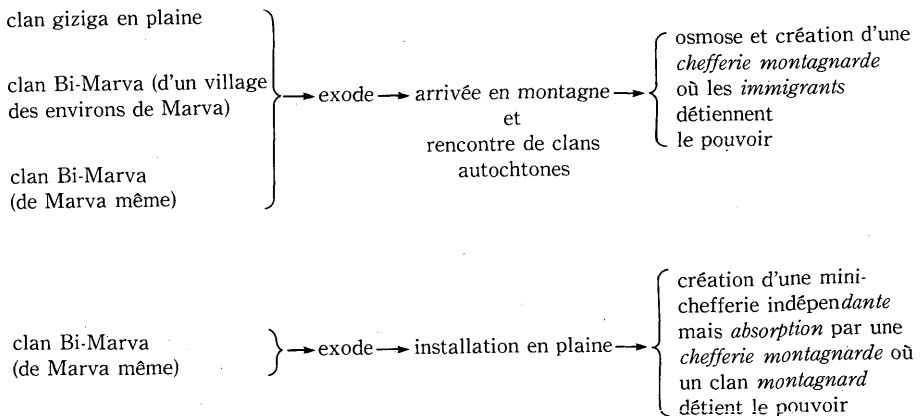 clan giziga en plaine
clan Bi-Marva (d'un village
des environs de Marva)
clan Bi-Marva
(de Marva même)
exode
arrivée en montagne
et
rencontre de clans
autochtones
osmose et création d'une
chefferie montagnarde
où les immigrants
détiennent
le pouvoir
clan Bi-Marva
(de Marva même)
exode
installation en plaine
création d'une mini-
chefferie indépendante
mais absorption par une
chefferie montagnarde où
un clan montagnard
détient le pouvoir